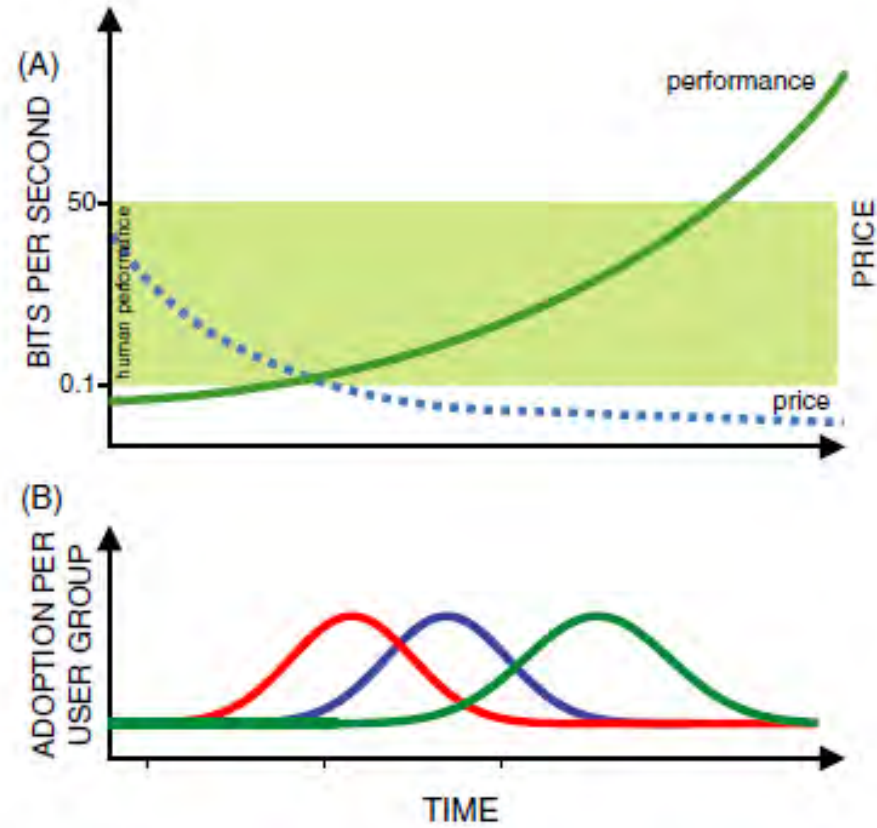 (A)
BITS PER SECOND
50
0.1
human performance
performance
price
PRICE
(B)
ADOPTION PER
USER GROUP
TIME